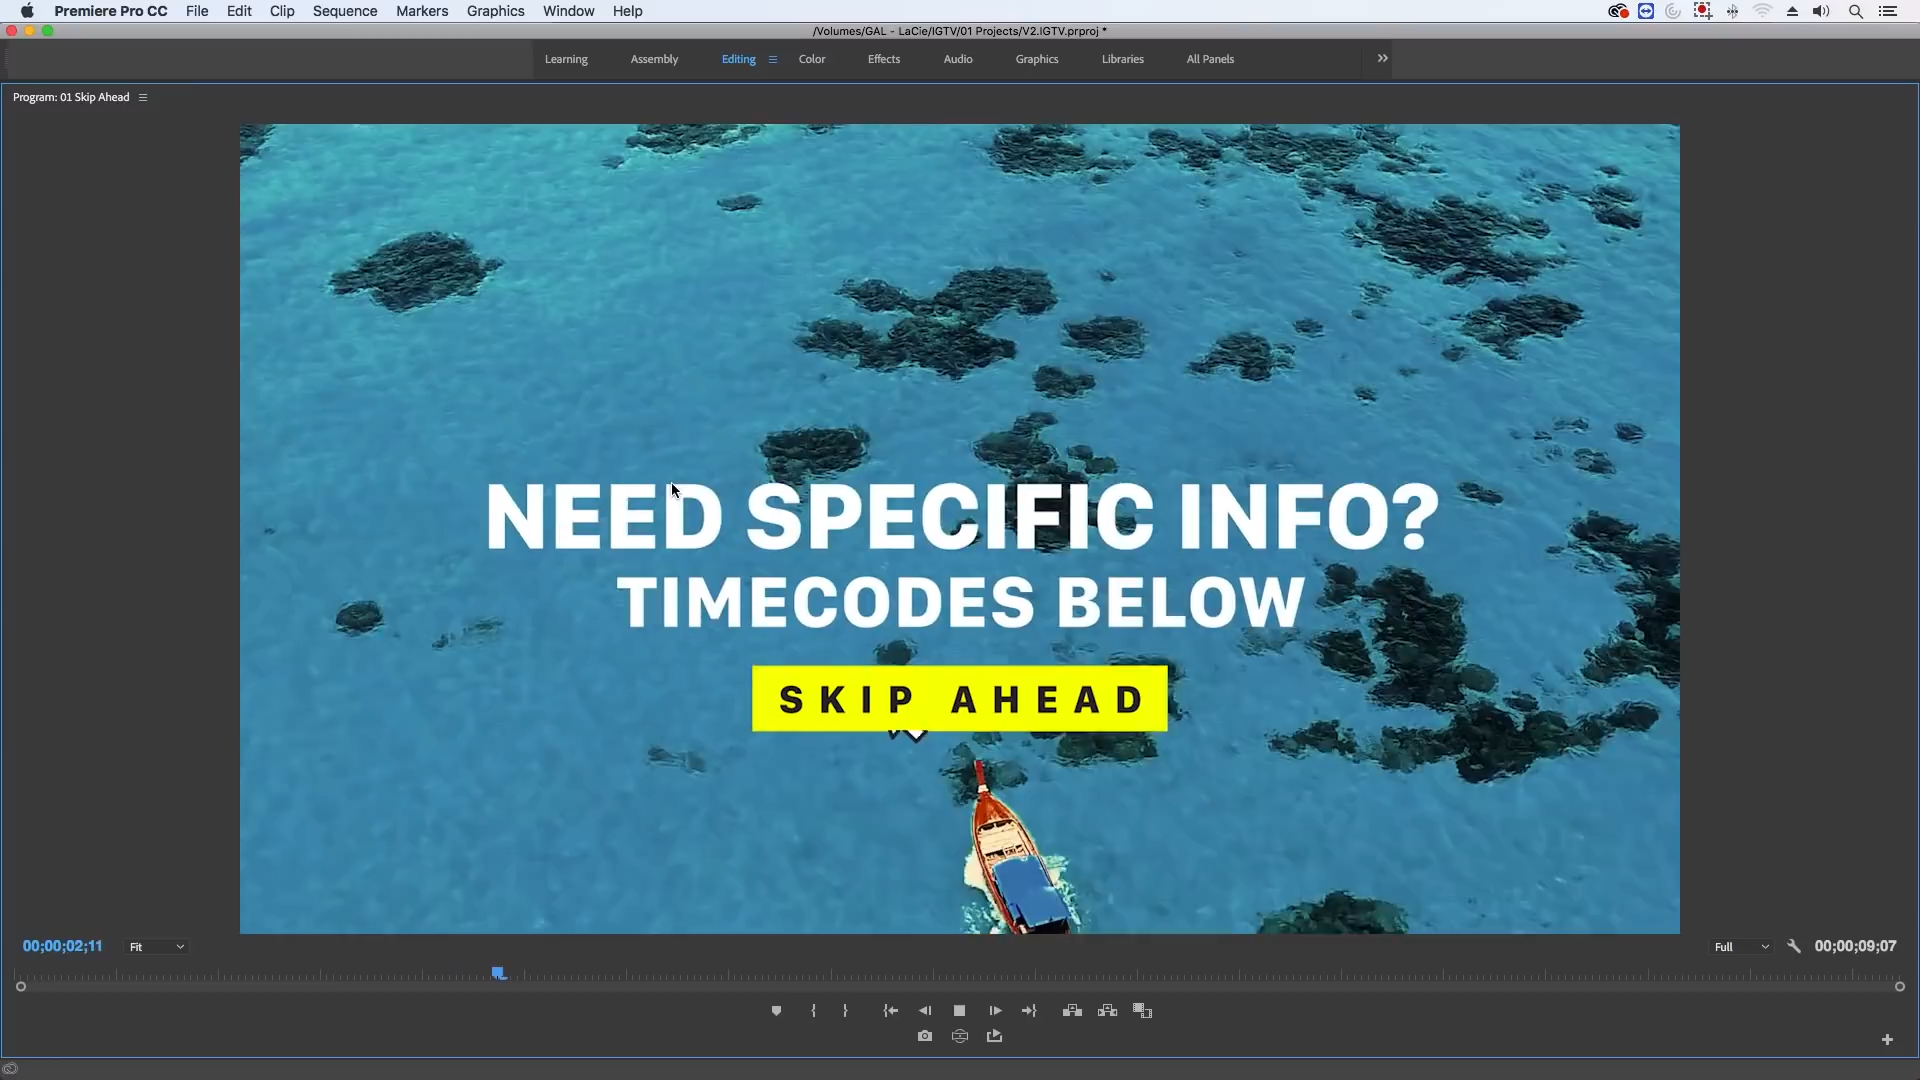 Premiere Pro CC File Edit Clip Sequence Markers Graphics Window Help
/Volumes/GAL - LaCie/IGTV/01 Projects/V2.IGTV.prproj *
Learning Assembly Editing Color Effects Audio Graphics Libraries All Panels
Program: 01 Skip Ahead
NEED SPECIFIC INFO?
TIMECODES BELOW
SKIP AHEAD
00;00;02;11 Fit Full 00;00;09;07